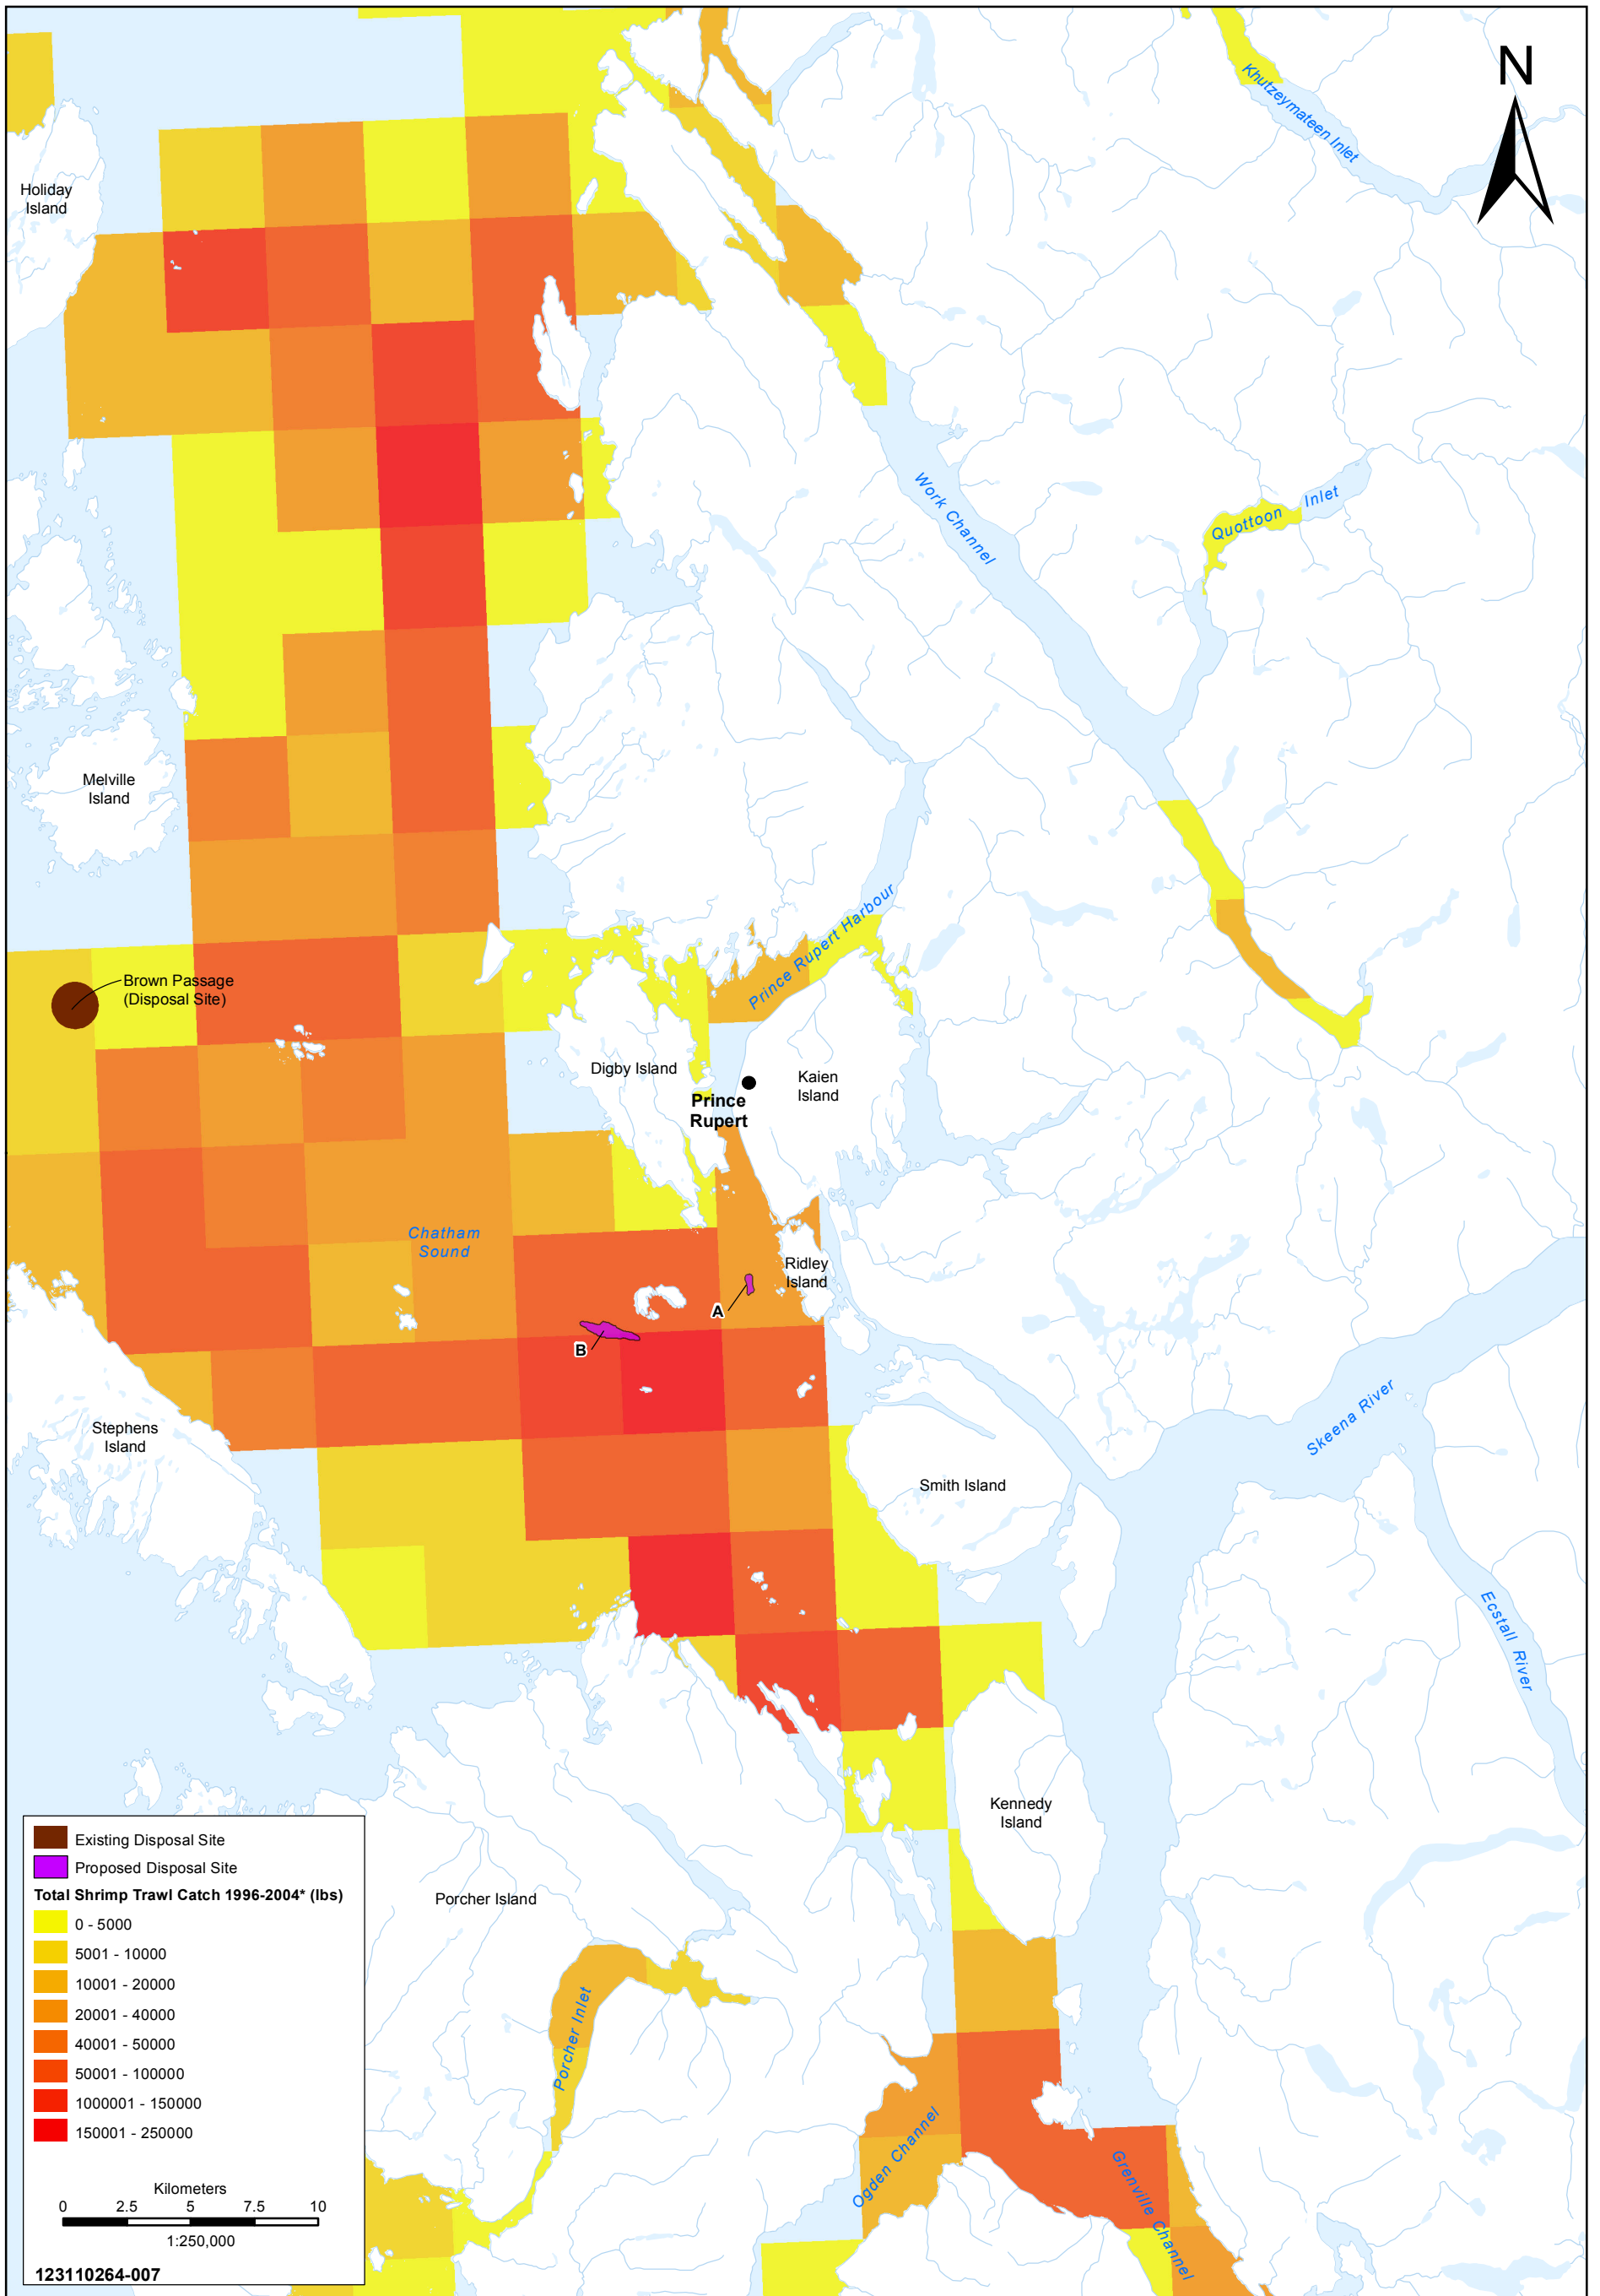 N
Khutzeymateen Inlet
Holiday
Island
Work Channel
Quottoon Inlet
Melville
Island
Prince Rupert Harbour
Brown Passage
(Disposal Site)
Digby Island
Kaien
Island
Prince
Rupert
Chatham
Sound
Ridley
Island
A
B
Stephens
Island
Skeena River
Smith Island
Ecstall River
Kennedy
Island
Porcher Island
Porcher Inlet
Ogden Channel
Grenville Channel
Existing Disposal Site
Proposed Disposal Site
Total Shrimp Trawl Catch 1996-2004* (lbs)
0 - 5000
5001 - 10000
10001 - 20000
20001 - 40000
40001 - 50000
50001 - 100000
1000001 - 150000
150001 - 250000
Kilometers
0 2.5 5 7.5 10
1:250,000
123110264-007